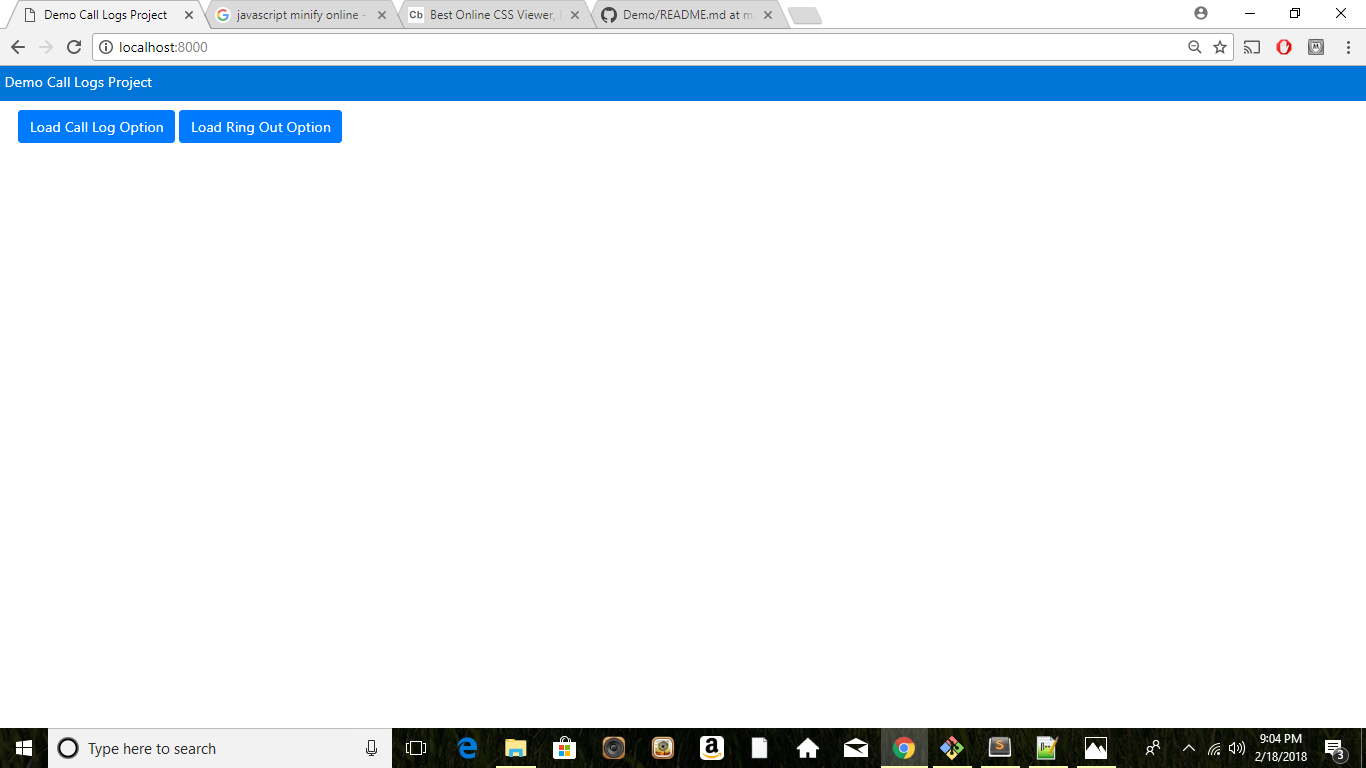 Demo Call Logs Project
javascript minify online -
Cb
Best Online CSS Viewer,
Demo/README.md at m
localhost:8000
Demo Call Logs Project
Load Call Log Option
Load Ring Out Option
Type here to search
9:04 PM
2/18/2018
3